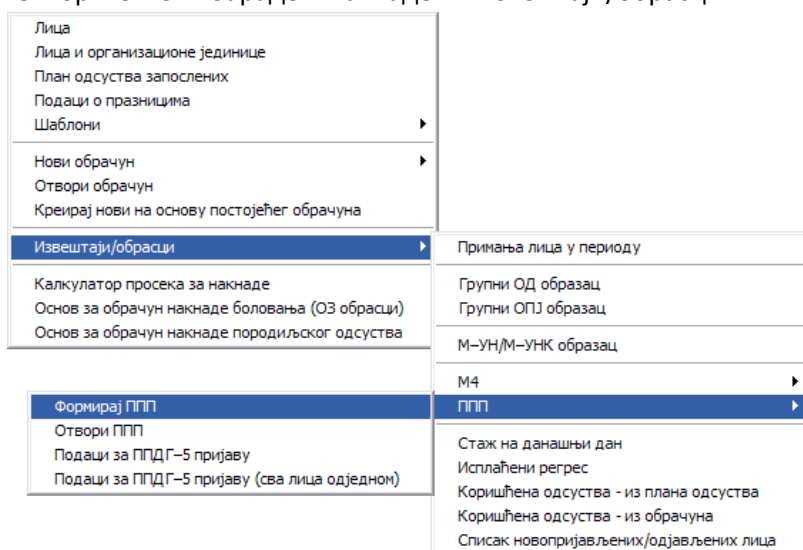 Лица
Лица и организационе јединице
План одсуства запослених
Подаци о празницима
Шаблони
Нови обрачун
Отвори обрачун
Креирај нови на основу постојећег обрачуна
Извештаји/обрасци
Калкулатор просека за накнаде
Основ за обрачун накнаде боловања (ОЗ обрасци)
Основ за обрачун накнаде породиљског одсуства
Примања лица у периоду
Групни ОД образац
Групни ОПЈ образац
М–УН/М–УНК образац
М4
ППП
Стаж на данашњи дан
Исплаћени регрес
Коришћена одсуства - из плана одсуства
Коришћена одсуства - из обрачуна
Списак новопријављених/одјављених лица
Формирај ППП
Отвори ППП
Подаци за ППДГ–5 пријаву
Подаци за ППДГ–5 пријаву (сва лица одједном)